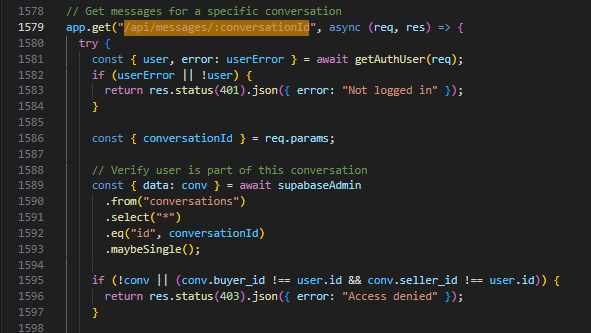 1578 // Get messages for a specific conversation
1579 app.get("/api/messages/:conversationId", async (req, res) => {
1580 try {
1581 const { user, error: userError } = await getAuthUser(req);
1582 if (userError || !user) {
1583 return res.status(401).json({ error: "Not logged in" });
1584 }
1585
1586 const { conversationId } = req.params;
1587
1588 // Verify user is part of this conversation
1589 const { data: conv } = await supabaseAdmin
1590 .from("conversations")
1591 .select("*")
1592 .eq("id", conversationId)
1593 .maybeSingle();
1594
1595 if (!conv || (conv.buyer_id !== user.id && conv.seller_id !== user.id)) {
1596 return res.status(403).json({ error: "Access denied" });
1597 }
1598